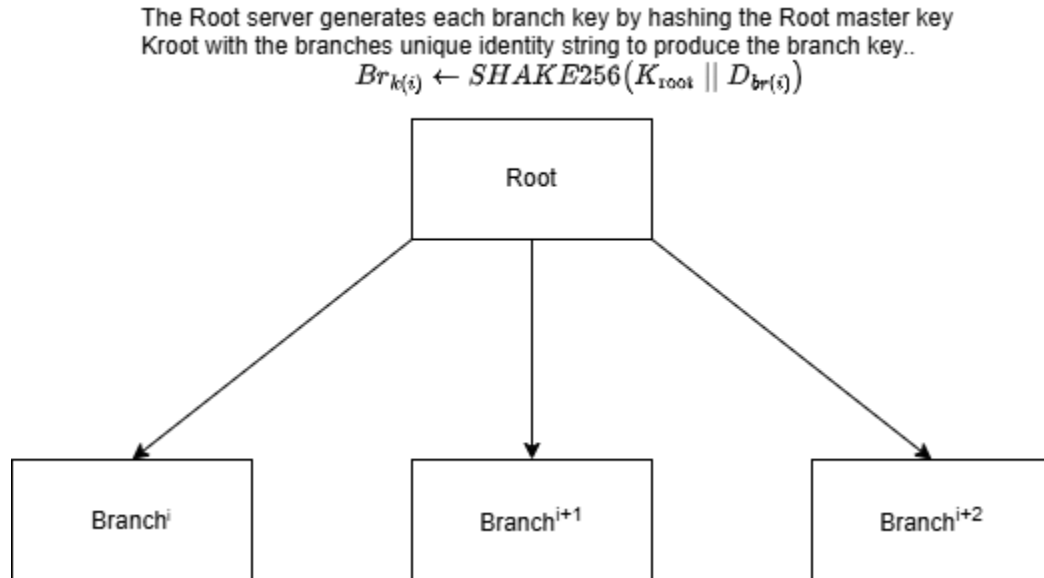 The Root server generates each branch key by hashing the Root master key
Kroot with the branches unique identity string to produce the branch key..
Br_{k(i)} ← SHAKE256(K_{root} || D_{br(i)})
Root
Branch^{i}
Branch^{i+1}
Branch^{i+2}